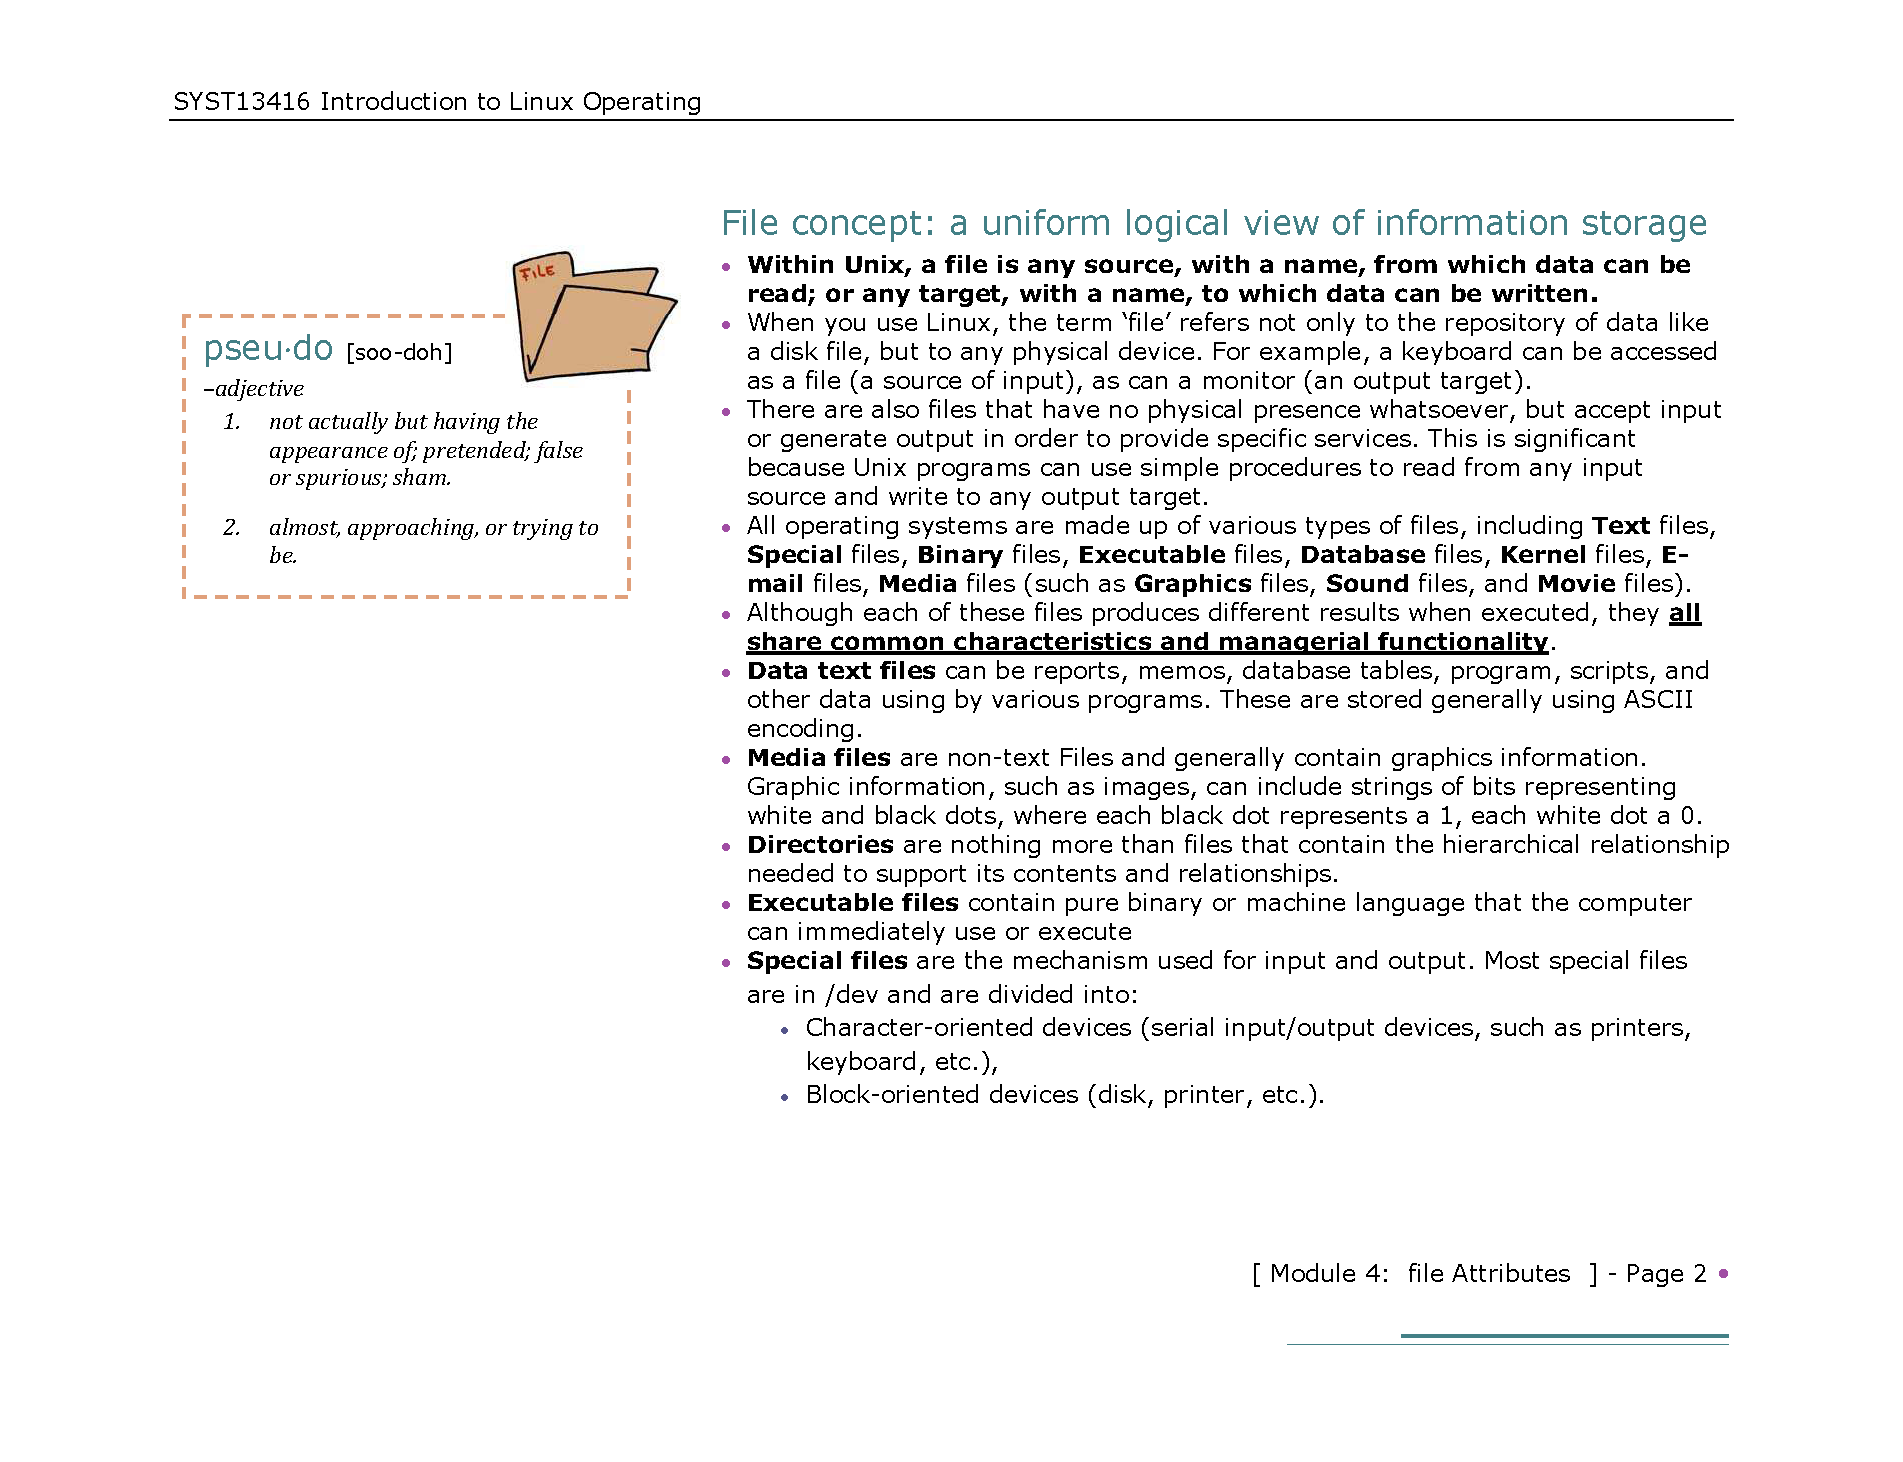 SYST13416 Introduction to Linux Operating
FILE
pseu·do [soo-doh]
–adjective
1. not actually but having the
appearance of; pretended; false
or spurious; sham.
2. almost, approaching, or trying to
be.
File concept: a uniform logical view of information storage
• Within Unix, a file is any source, with a name, from which data can be
read; or any target, with a name, to which data can be written.
• When you use Linux, the term ‘file’ refers not only to the repository of data like
a disk file, but to any physical device. For example, a keyboard can be accessed
as a file (a source of input), as can a monitor (an output target).
• There are also files that have no physical presence whatsoever, but accept input
or generate output in order to provide specific services. This is significant
because Unix programs can use simple procedures to read from any input
source and write to any output target.
• All operating systems are made up of various types of files, including Text files,
Special files, Binary files, Executable files, Database files, Kernel files, E-
mail files, Media files (such as Graphics files, Sound files, and Movie files).
• Although each of these files produces different results when executed, they all
share common characteristics and managerial functionality.
• Data text files can be reports, memos, database tables, program, scripts, and
other data using by various programs. These are stored generally using ASCII
encoding.
• Media files are non-text Files and generally contain graphics information.
Graphic information, such as images, can include strings of bits representing
white and black dots, where each black dot represents a 1, each white dot a 0.
• Directories are nothing more than files that contain the hierarchical relationship
needed to support its contents and relationships.
• Executable files contain pure binary or machine language that the computer
can immediately use or execute
• Special files are the mechanism used for input and output. Most special files
are in /dev and are divided into:
• Character-oriented devices (serial input/output devices, such as printers,
keyboard, etc.),
• Block-oriented devices (disk, printer, etc.).
[ Module 4: file Attributes ] - Page 2 •